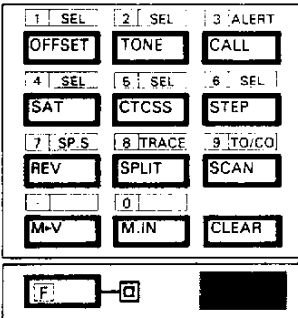 1 SEL 2 SEL 3 ALERT
OFFSET TONE CALL
4 SEL 5 SEL 6 SEL
SAT CTCSS STEP
7 SP.S 8 TRACE 9 TO/CO
REV SPLIT SCAN
· 0
M►V M.IN CLEAR
F